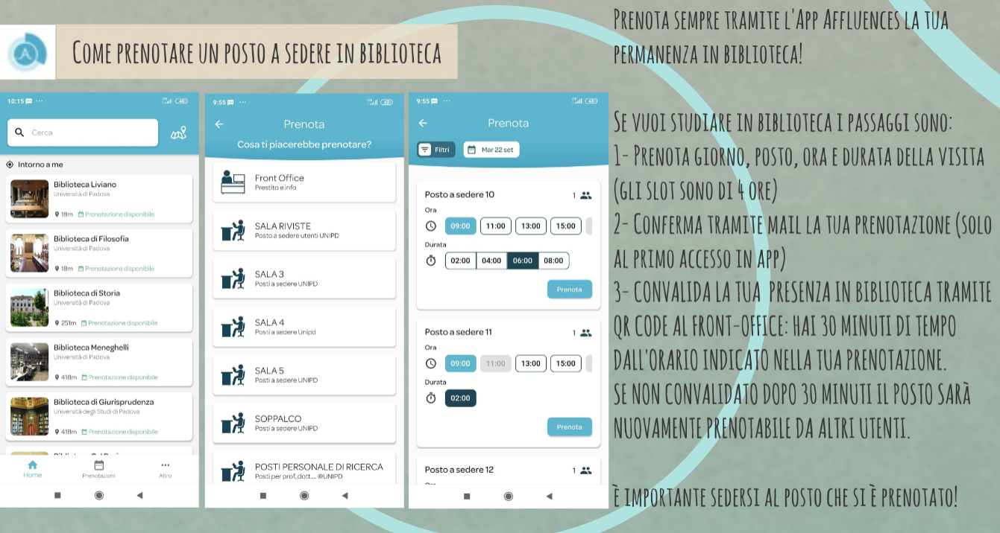 Come prenotare un posto a sedere in biblioteca
10:15
48
Cerca
Intorno a me
Biblioteca Liviano
Università di Padova
18m Prenotazione disponibile
Biblioteca di Filosofia
Università di Padova
18m Prenotazione disponibile
Biblioteca di Storia
Università di Padova
251m Prenotazione disponibile
Biblioteca Meneghelli
Università di Padova
418m Prenotazione disponibile
Biblioteca di Giurisprudenza
Università degli Studi di Padova
418m Prenotazione disponibile
Home
Prenotazioni
Altro
9:55
Prenota
Cosa ti piacerebbe prenotare?
Front Office
Prestito e info
SALA RIVISTE
Posto a sedere utenti UNIPD
SALA 3
Posti a sedere UNIPD
SALA 4
Posti a sedere Unipd
SALA 5
Posti a sedere UNIPD
SOPPALCO
Posti a sedere UNIPD
POSTI PERSONALE DI RICERCA
Posti per prof.,dott.... @UNIPD
9:55
Prenota
Filtri Mar 22 set
Posto a sedere 10 1
Ora
09:00 11:00 13:00 15:00
Durata
02:00 04:00 06:00 08:00
Prenota
Posto a sedere 11 1
Ora
09:00 11:00 13:00 15:00
Durata
02:00
Prenota
Posto a sedere 12 1
Prenota sempre tramite l'App Affluences la tua
permanenza in biblioteca!
Se vuoi studiare in biblioteca i passaggi sono:
1- Prenota giorno, posto, ora e durata della visita
(gli slot sono di 4 ore)
2- Conferma tramite mail la tua prenotazione (solo
al primo accesso in app)
3- CONVALIDA LA TUA PRESENZA IN BIBLIOTECA TRAMITE
QR CODE AL FRONT-OFFICE: HAI 30 MINUTI DI TEMPO
DALL'ORARIO INDICATO NELLA TUA PRENOTAZIONE.
SE NON CONVALIDATO DOPO 30 MINUTI IL POSTO SARÀ
NUOVAMENTE PRENOTABILE DA ALTRI UTENTI.
È IMPORTANTE SEDERSI AL POSTO CHE SI È PRENOTATO!